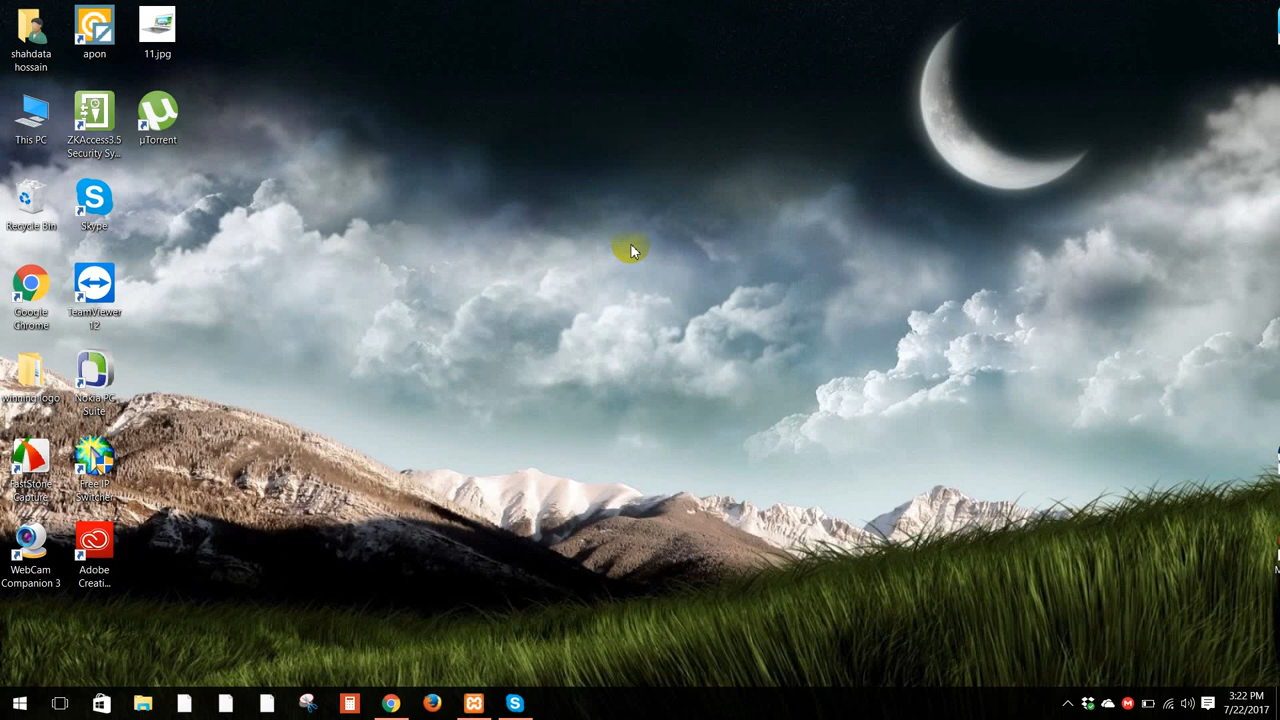 shahdata
hossain
apon
11.jpg
This PC
ZKAccess3.5
Security Sy...
µTorrent
Recycle Bin
Skype
Google
Chrome
TeamViewer
12
winning logo
Nokia PC
Suite
FastStone
Capture
Free IP
Switcher
WebCam
Companion 3
Adobe
Creati...
3:22 PM
7/22/2017